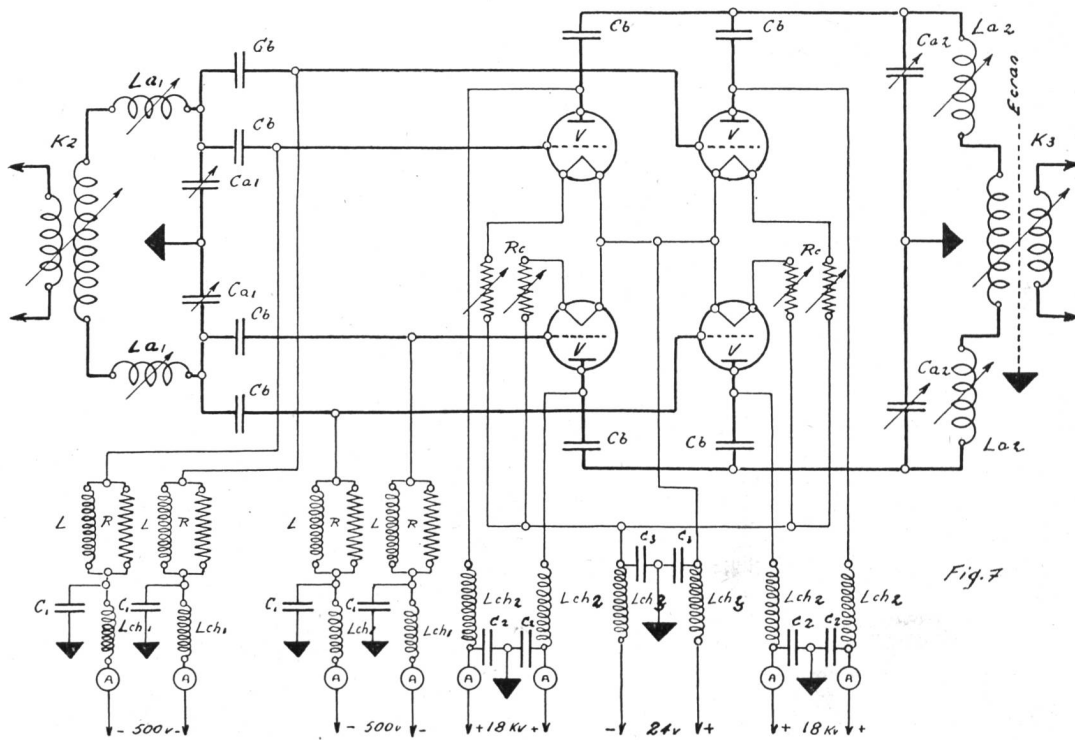 Cb Cb
La2
Ca2
Gb
La1
Ecran
K2
Cb
V V
K3
Ca1
Rc Rc
Ca1
Cb
La1
V V
Ca2
Cb
Cb Cb
La2
L R L R L R L R
C3 C3
Fig. 7
C1 C1 C1 C1
Lch2 Lch2 Lch3 Lch3 Lch2 Lch2
Lch1 Lch1 Lch1 Lch1
C2 C2 C2 C2
A A A A A A A A
- 500v - - 500v - + 18 Kv + - 24v + + 18 Kv +